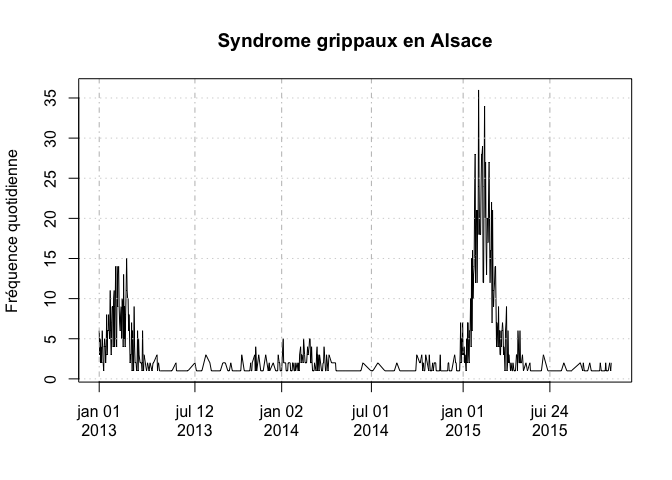 Syndrome grippaux en Alsace
Fréquence quotidienne
35
30
25
20
15
10
5
0
jan 01
2013
jul 12
2013
jan 02
2014
jul 01
2014
jan 01
2015
jui 24
2015